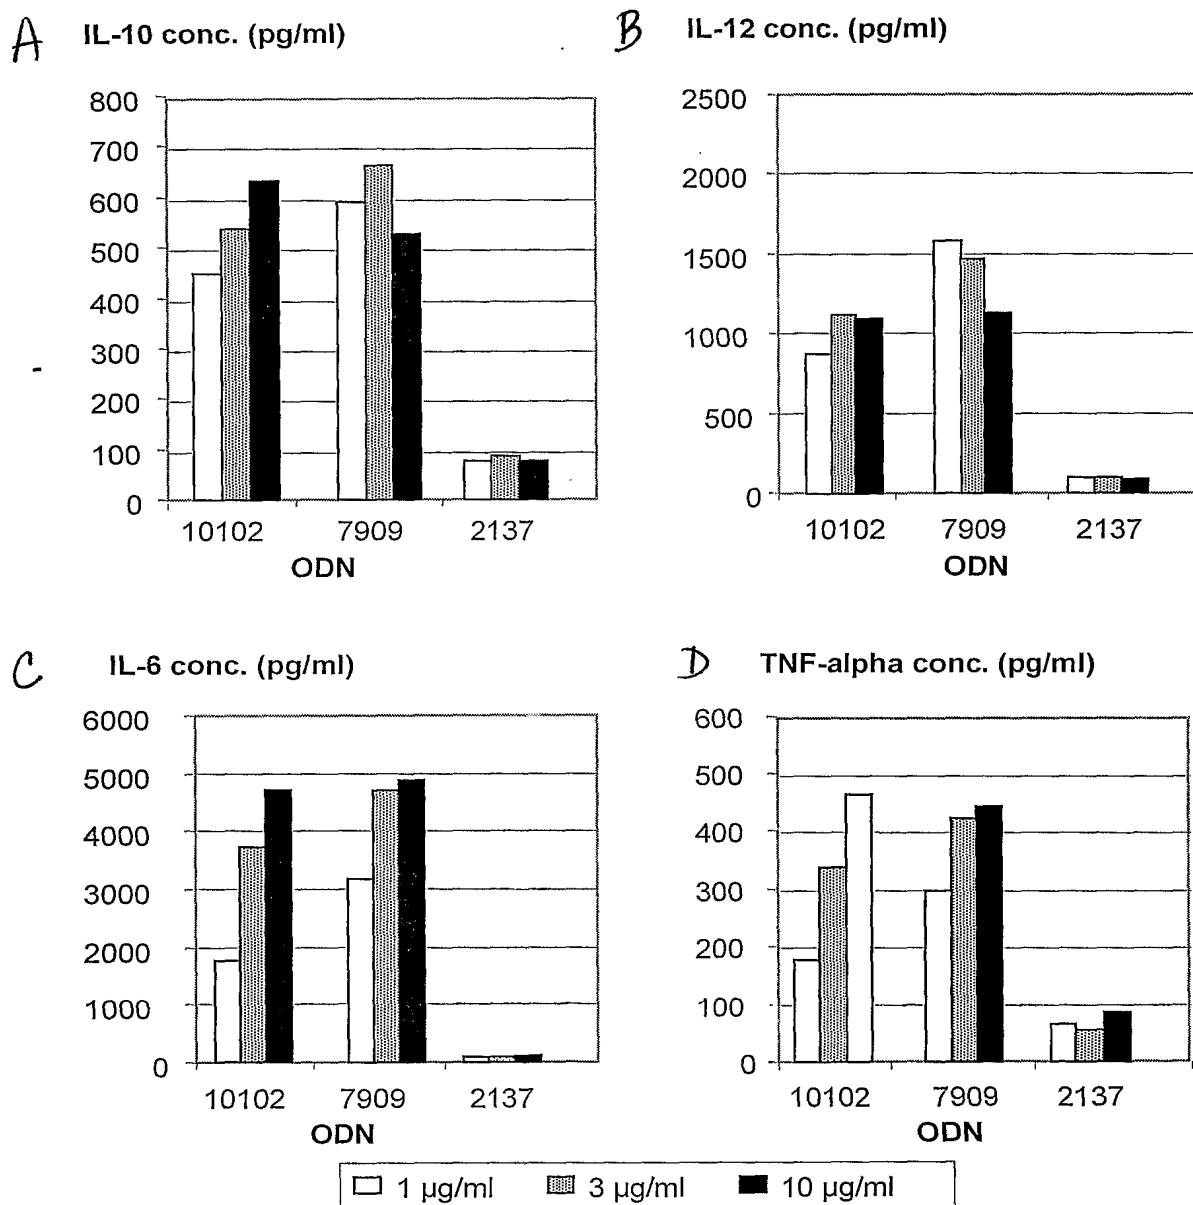 A IL-10 conc. (pg/ml)
800
700
600
500
400
300
200
100
0
10102 7909 2137
ODN
B IL-12 conc. (pg/ml)
2500
2000
1500
1000
500
0
10102 7909 2137
ODN
C IL-6 conc. (pg/ml)
6000
5000
4000
3000
2000
1000
0
10102 7909 2137
ODN
D TNF-alpha conc. (pg/ml)
600
500
400
300
200
100
0
10102 7909 2137
ODN
1 µg/ml 3 µg/ml 10 µg/ml